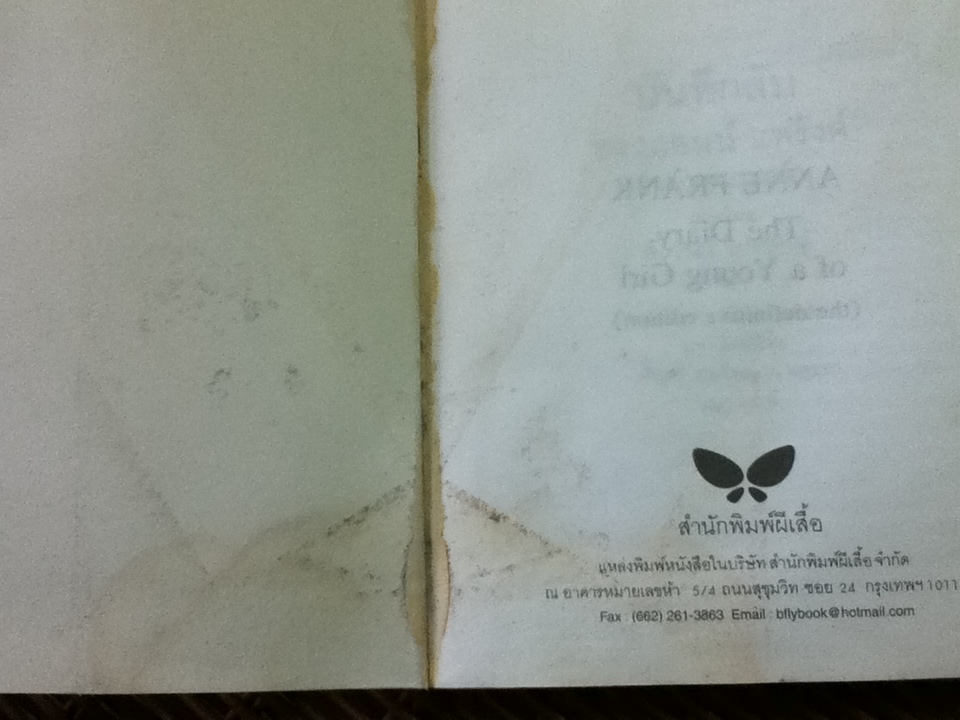 ANNE FRANK
The Diary
of a Young Girl
(the definitive edition)
สำนักพิมพ์ผีเสื้อ
แหล่งพิมพ์หนังสือในบริษัท สำนักพิมพ์ผีเสื้อ จำกัด
ณ อาคารหมายเลขห้า 5/4 ถนนสุขุมวิท ซอย 24 กรุงเทพฯ 1011
Fax : (662) 261-3863 Email : bflybook@hotmail.com